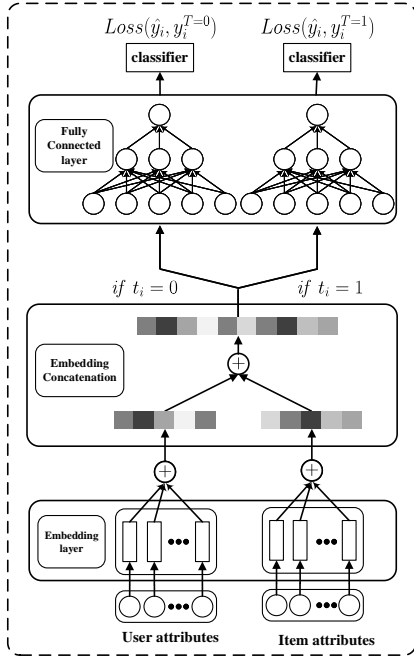 Loss(ŷ_i, y_i^{T=0}) Loss(ŷ_i, y_i^{T=1})
classifier classifier
Fully
Connected
layer
if t_i = 0 if t_i = 1
+
Embedding
Concatenation
+ +
Embedding
layer
••• •••
••• •••
User attributes Item attributes